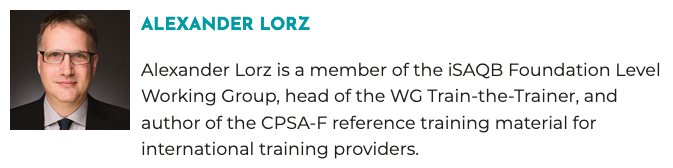 ALEXANDER LORZ
Alexander Lorz is a member of the iSAQB Foundation Level
Working Group, head of the WG Train-the-Trainer, and
author of the CPSA-F reference training material for
international training providers.